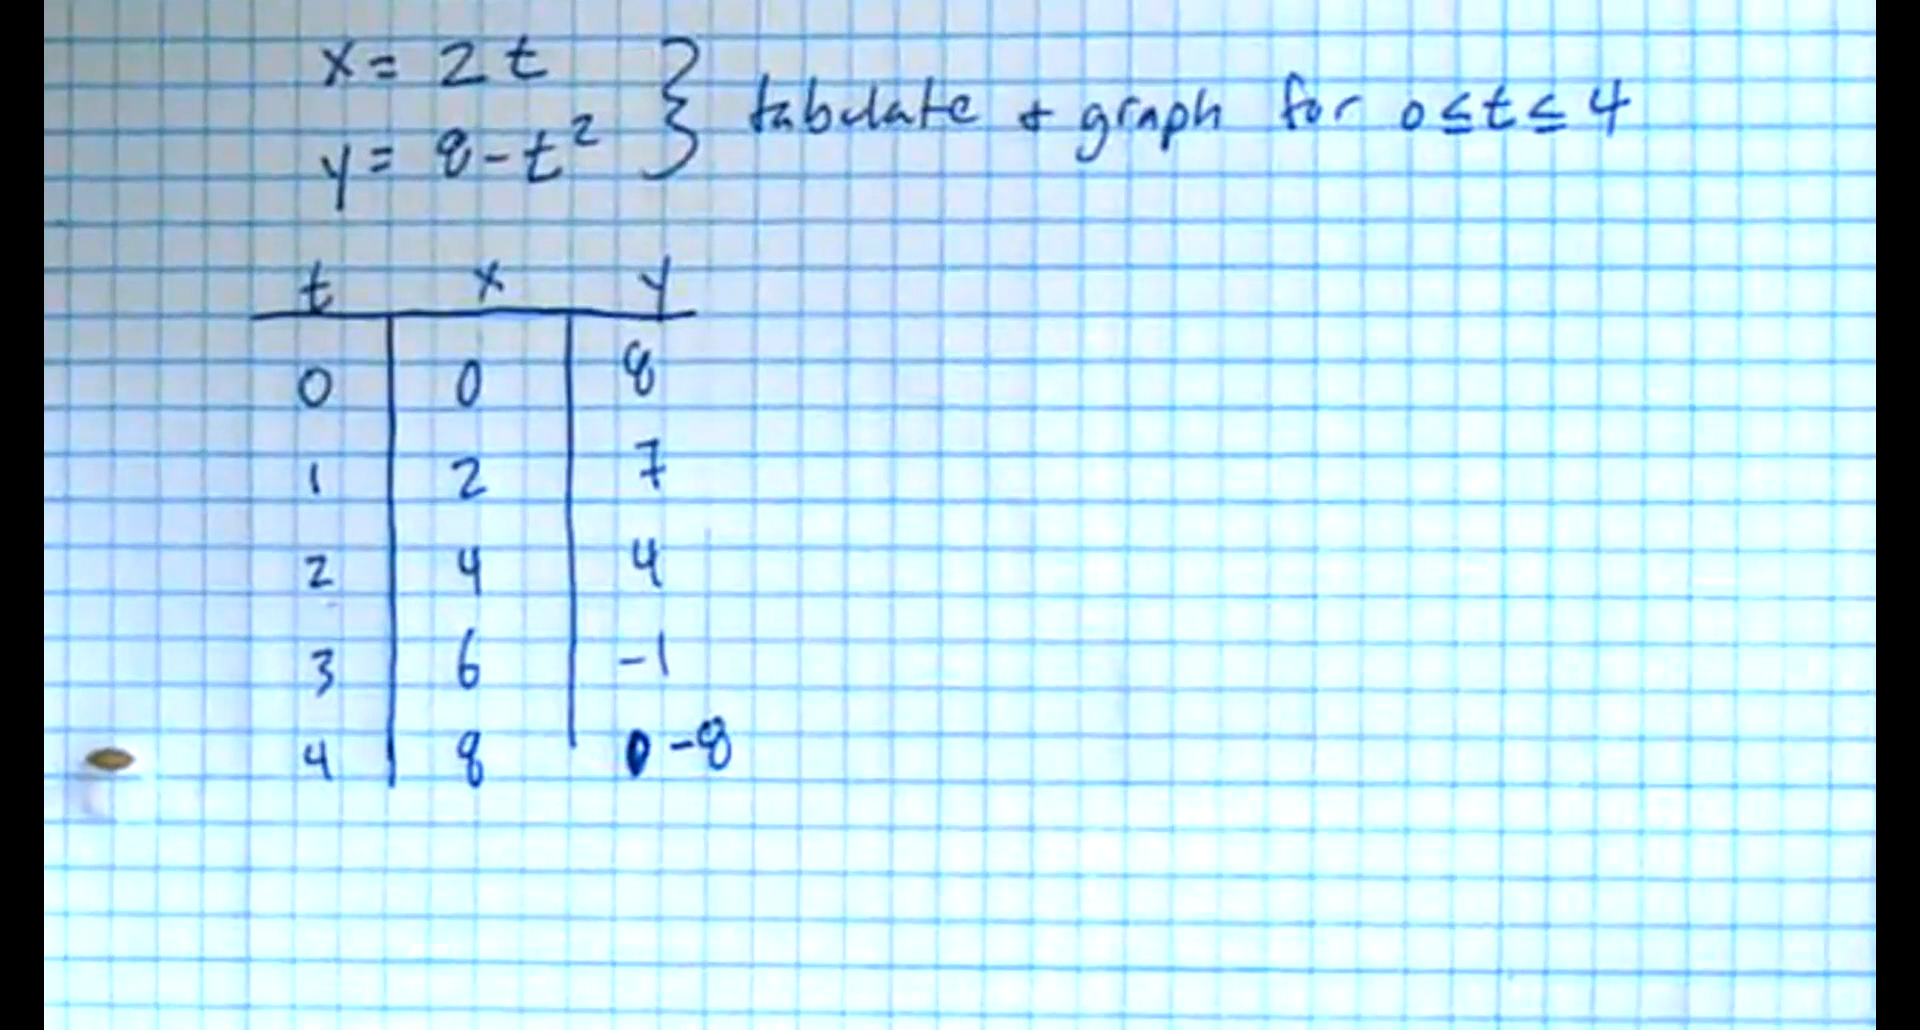 x = 2t
y = 8 - t²
} tabulate + graph for 0 ≤ t ≤ 4
t x y
0 0 8
1 2 7
2 4 4
3 6 -1
4 8 -8